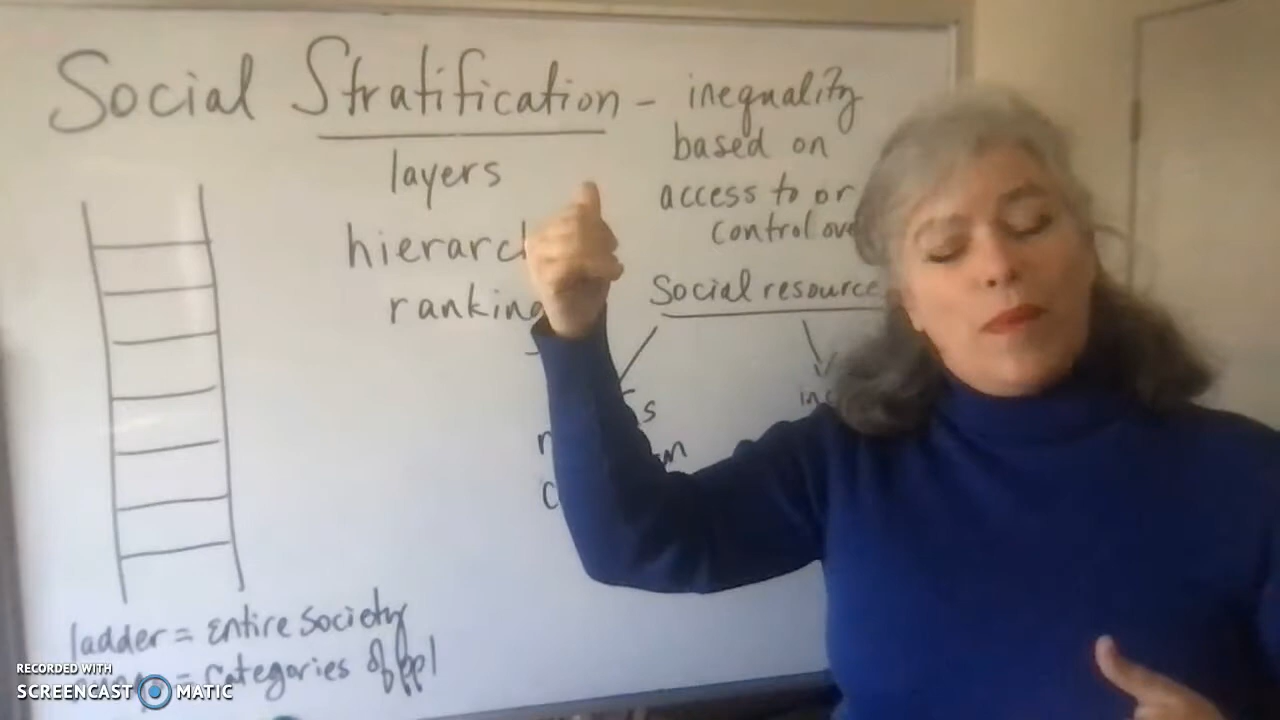 Social Stratification - inequality
based on
access to or
control over
social resource
layers
hierarch
ranking
ladder = entire society
= categories of ppl
RECORDED WITH
SCREENCAST MATIC